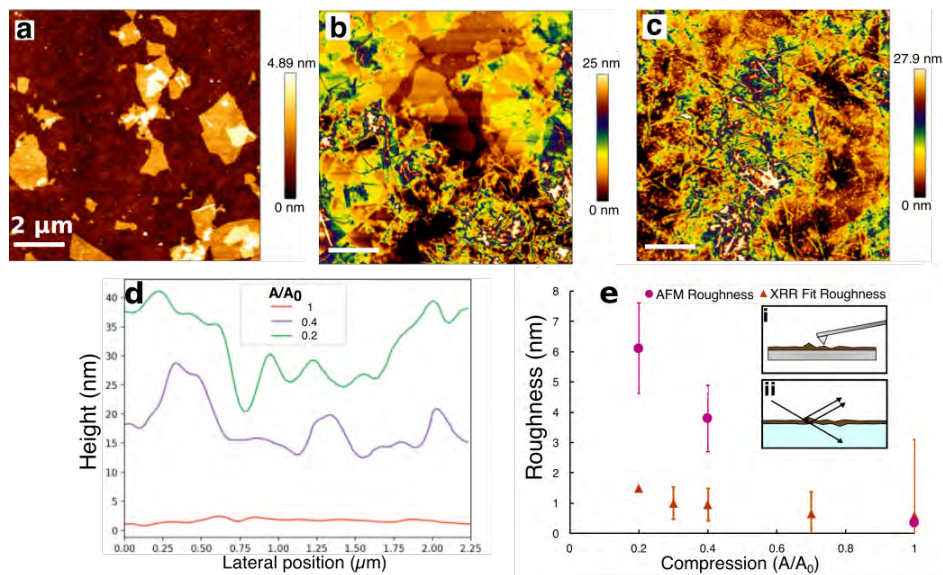 a
4.89 nm
0 nm
2 μm
b
25 nm
0 nm
c
27.9 nm
0 nm
d
A/A0
1
0.4
0.2
40
35
30
25
20
15
10
5
0
Height (nm)
0.00 0.25 0.50 0.75 1.00 1.25 1.50 1.75 2.00 2.25
Lateral position (μm)
e
AFM Roughness XRR Fit Roughness
i
ii
8
7
6
5
4
3
2
1
0
Roughness (nm)
0 0.2 0.4 0.6 0.8 1
Compression (A/A0)